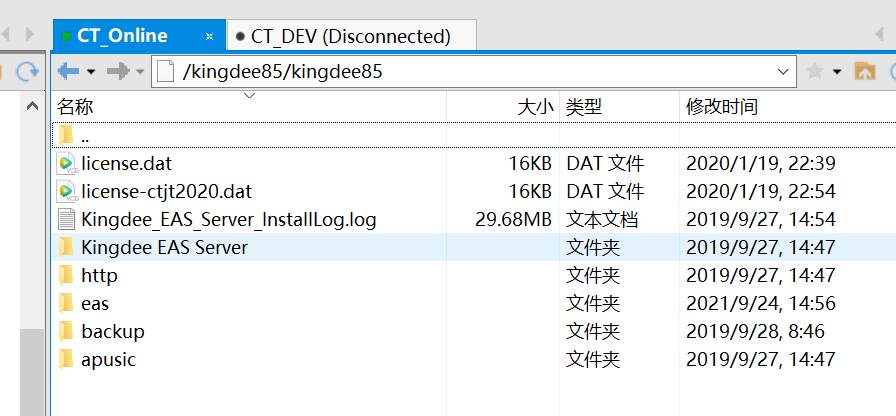 CT_Online × CT_DEV (Disconnected)
/kingdee85/kingdee85
名称 大小 类型 修改时间
..
license.dat 16KB DAT 文件 2020/1/19, 22:39
license-ctjt2020.dat 16KB DAT 文件 2020/1/19, 22:54
Kingdee_EAS_Server_InstallLog.log 29.68MB 文本文档 2019/9/27, 14:54
Kingdee EAS Server 文件夹 2019/9/27, 14:47
http 文件夹 2019/9/27, 14:47
eas 文件夹 2021/9/24, 14:56
backup 文件夹 2019/9/28, 8:46
apusic 文件夹 2019/9/27, 14:47